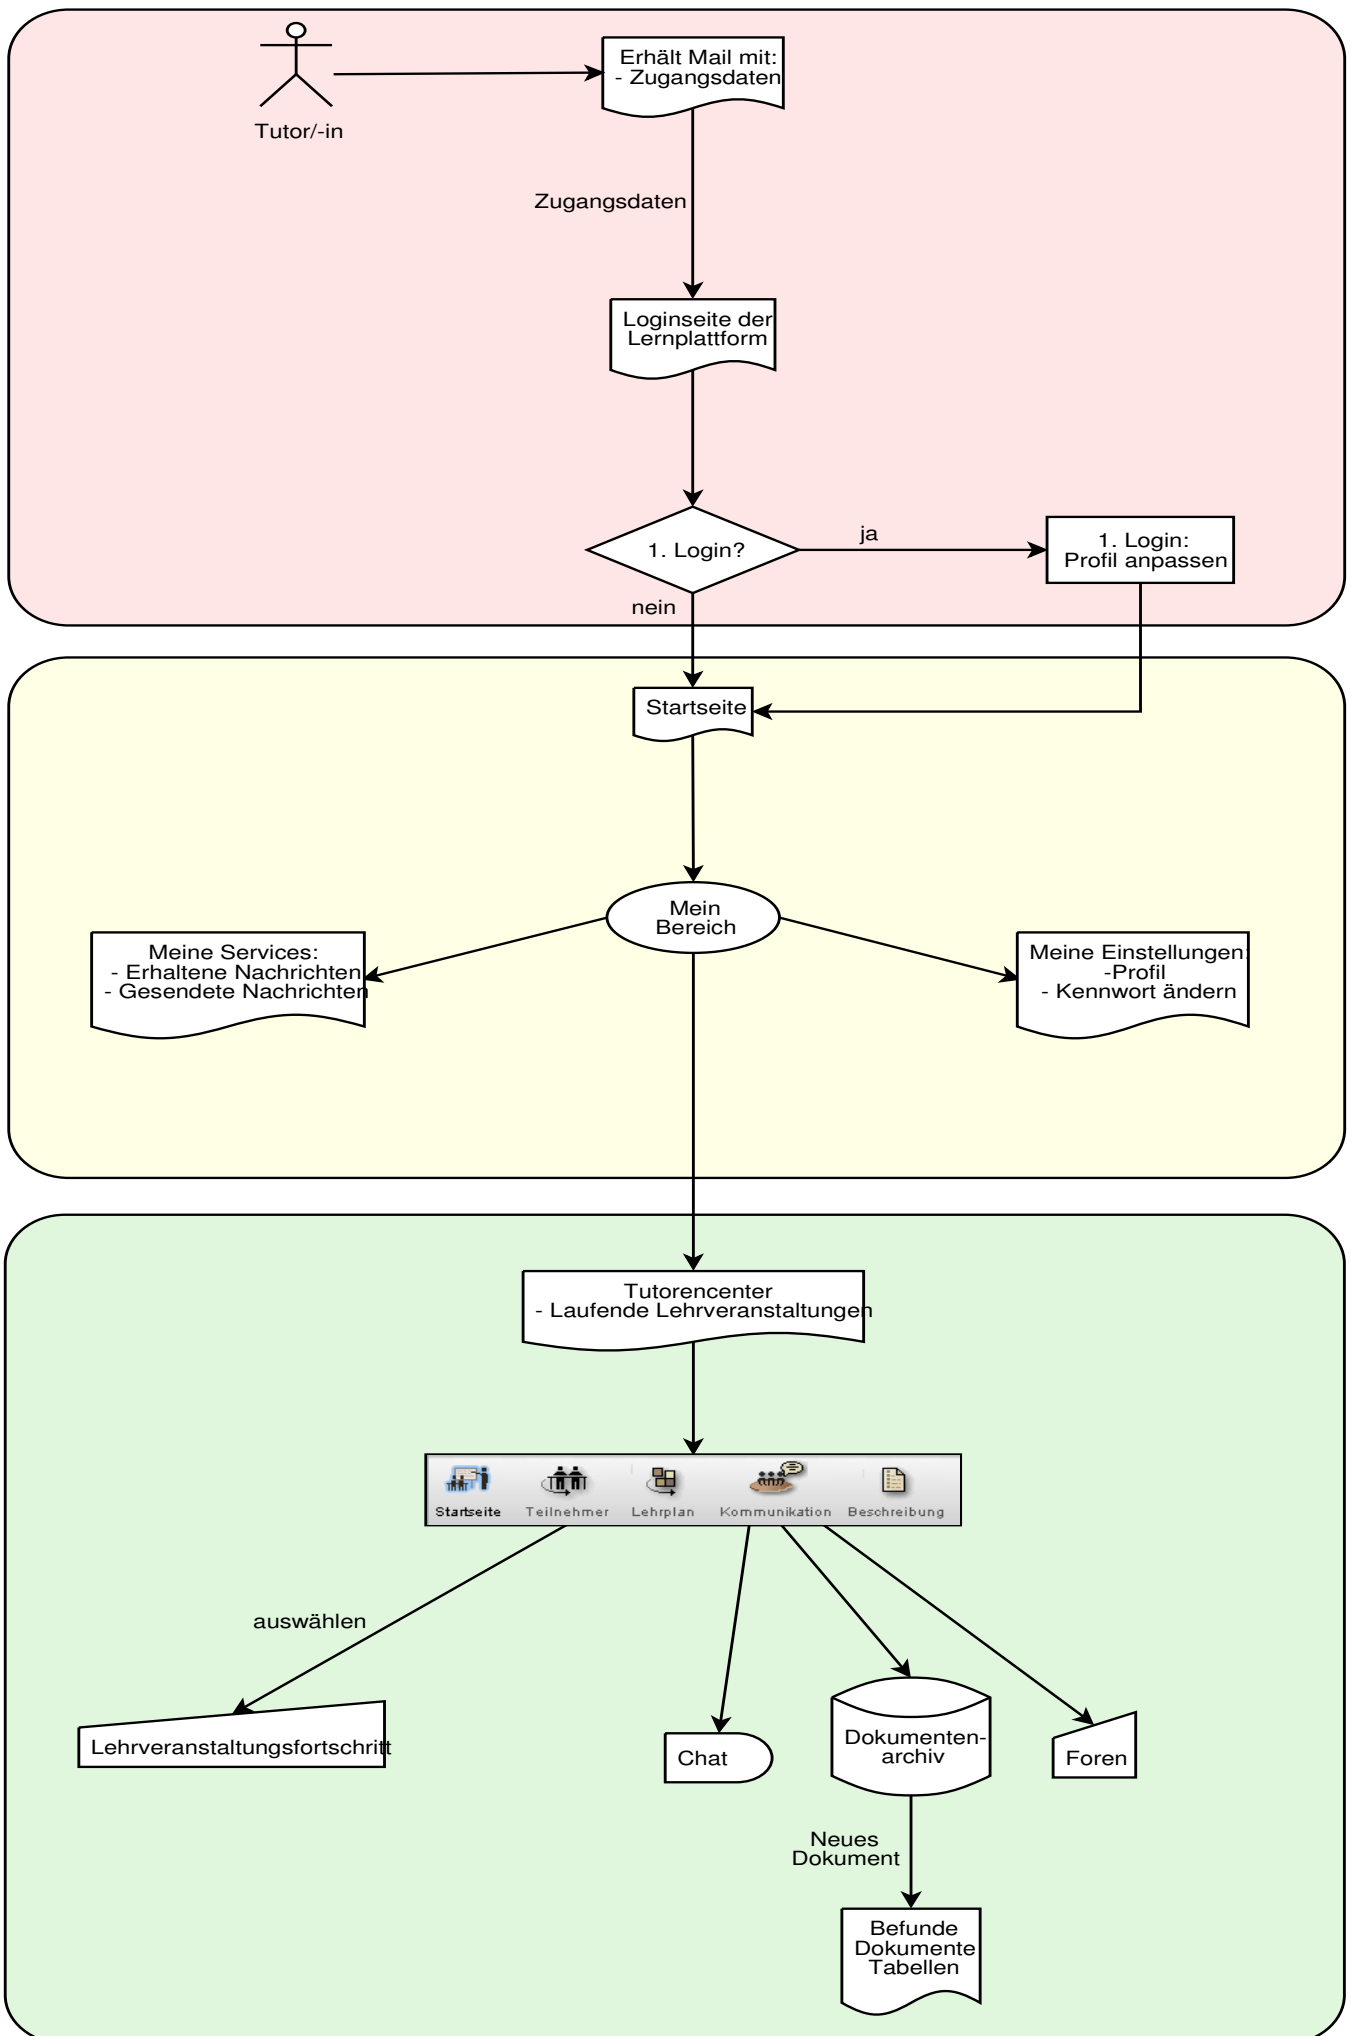 Erhält Mail mit:
- Zugangsdaten
Tutor/-in
Zugangsdaten
Loginseite der
Lernplattform
1. Login?
ja
1. Login:
Profil anpassen
nein
Startseite
Mein
Bereich
Meine Services:
- Erhaltene Nachrichten
- Gesendete Nachrichten
Meine Einstellungen:
-Profil
- Kennwort ändern
Tutorencenter
- Laufende Lehrveranstaltungen
Startseite Teilnehmer Lehrplan Kommunikation Beschreibung
auswählen
Lehrveranstaltungsfortschritt
Chat
Dokumenten-
archiv
Foren
Neues
Dokument
Befunde
Dokumente
Tabellen